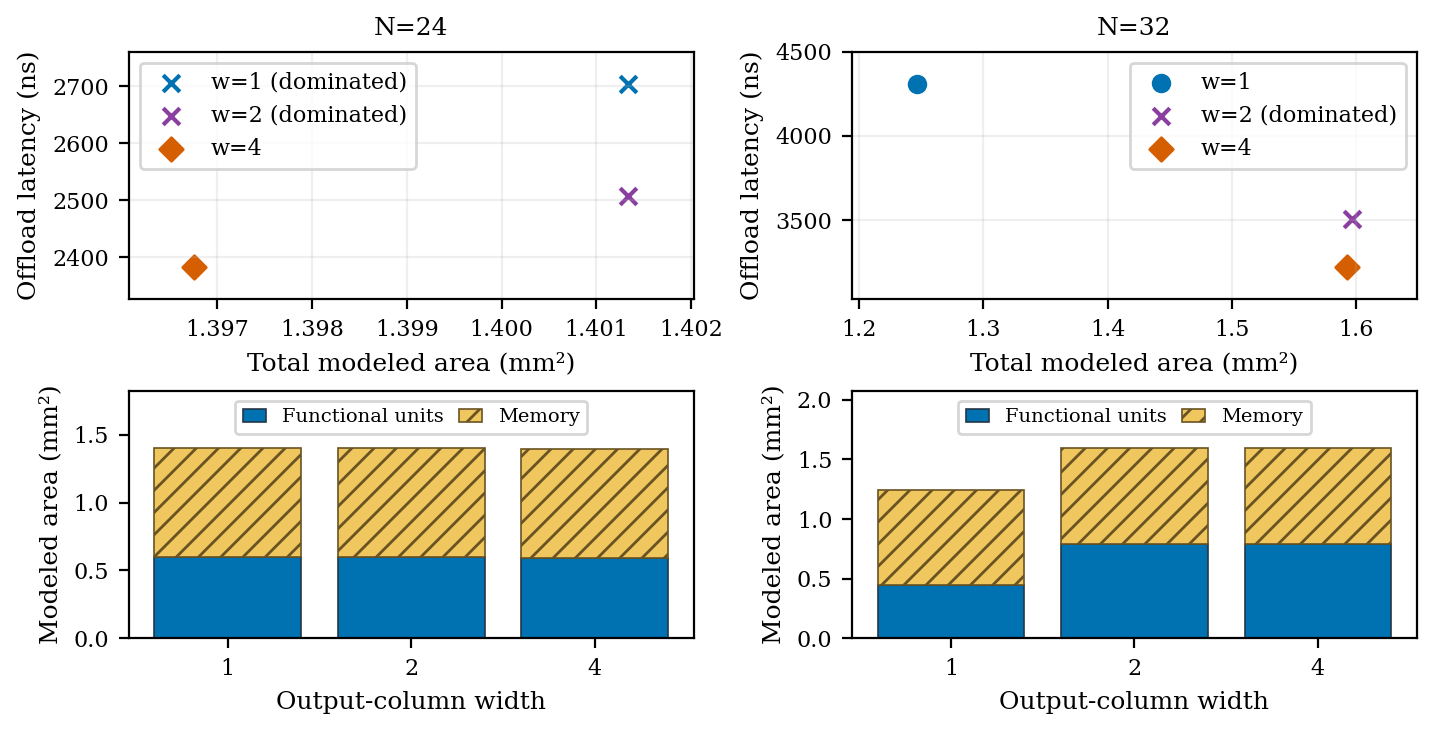 N=24
2700
2600
2500
2400
Offload latency (ns)
w=1 (dominated)
w=2 (dominated)
w=4
1.397 1.398 1.399 1.400 1.401 1.402
Total modeled area (mm²)
N=32
4500
4000
3500
Offload latency (ns)
w=1
w=2 (dominated)
w=4
1.2 1.3 1.4 1.5 1.6
Total modeled area (mm²)
1.5
1.0
0.5
0.0
Modeled area (mm²)
Functional units Memory
1 2 4
Output-column width
2.0
1.5
1.0
0.5
0.0
Modeled area (mm²)
Functional units Memory
1 2 4
Output-column width